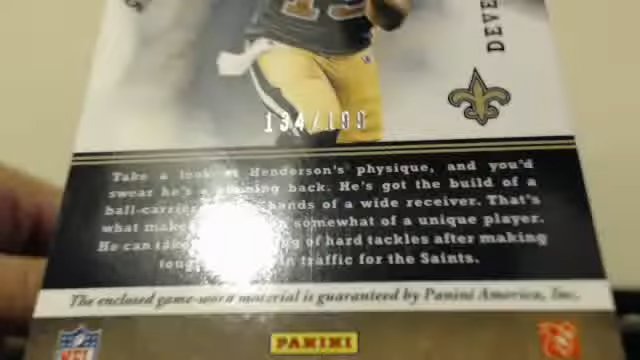 DEVE
134/199
Take a look Henderson's physique, and you'd
swear he's a running back. He's got the build of a
ball-carrier hands of a wide receiver. That's
what make somewhat of a unique player.
He can take of hard tackles after making
toug in traffic for the Saints.
The enclosed game-worn material is guaranteed by Panini America, Inc.
NFL
PANINI